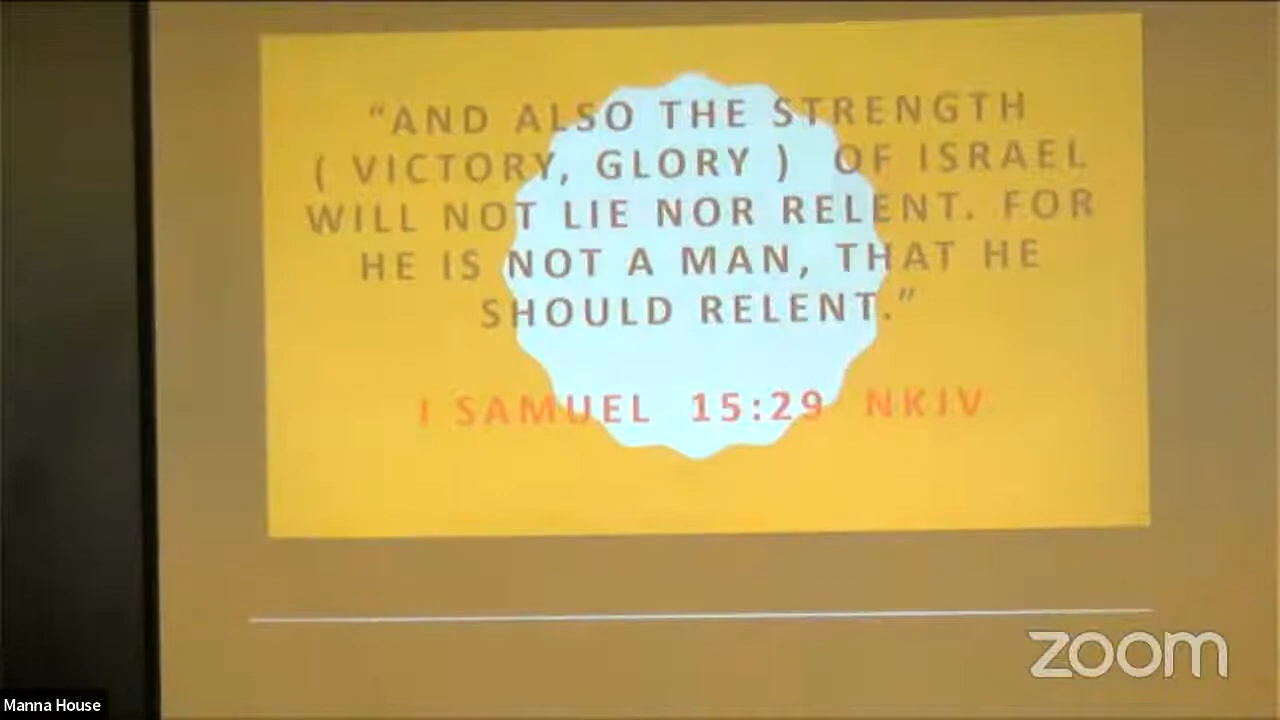 “AND ALSO THE STRENGTH
( VICTORY, GLORY ) OF ISRAEL
WILL NOT LIE NOR RELENT. FOR
HE IS NOT A MAN, THAT HE
SHOULD RELENT.”
I SAMUEL 15:29 NKJV
zoom
Manna House